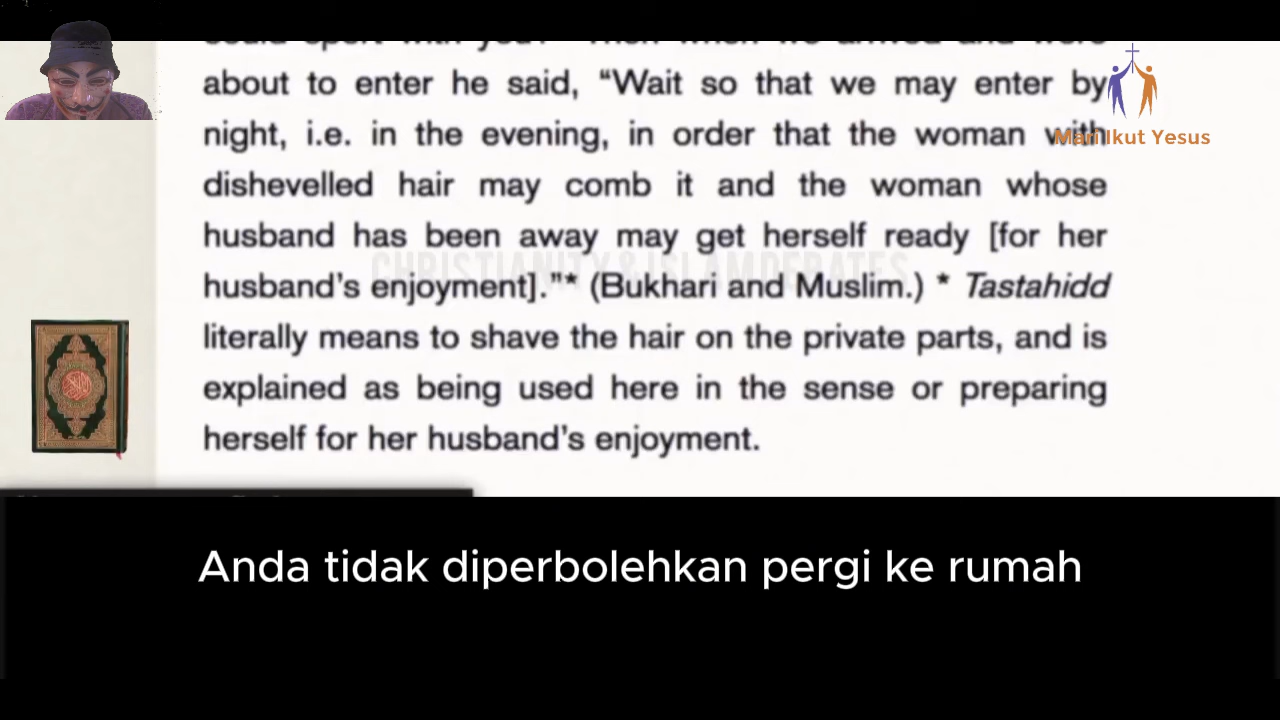 about to enter he said, “Wait so that we may enter by
night, i.e. in the evening, in order that the woman with
Mari Ikut Yesus
dishevelled hair may comb it and the woman whose
husband has been away may get herself ready [for her
CHRISTIANITY & ISLAM DEBATES
husband’s enjoyment].”* (Bukhari and Muslim.) * Tastahidd
literally means to shave the hair on the private parts, and is
explained as being used here in the sense or preparing
herself for her husband’s enjoyment.
Anda tidak diperbolehkan pergi ke rumah